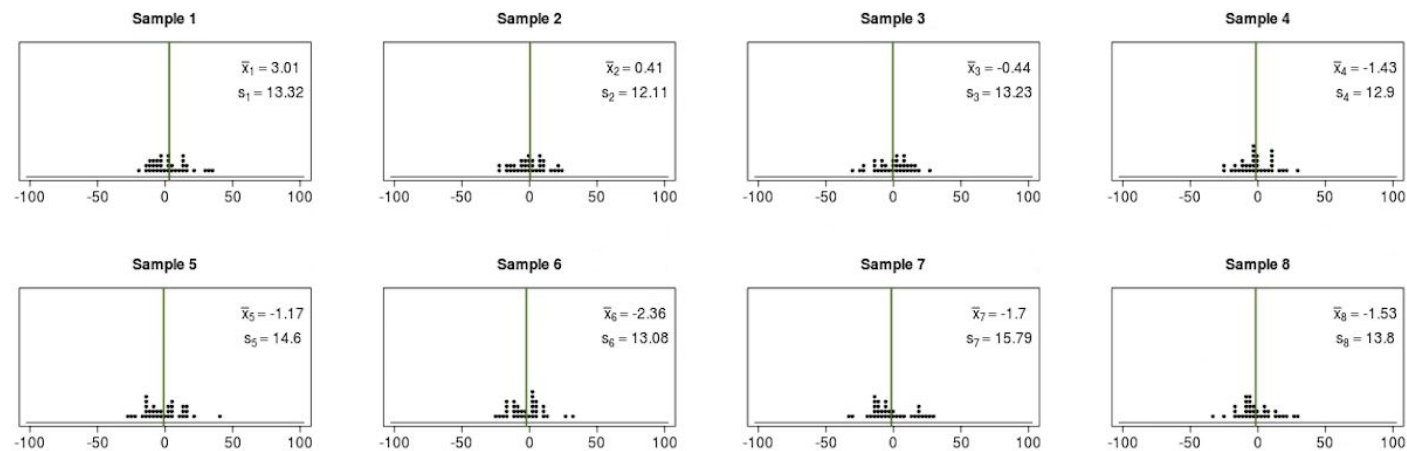 Sample 1
x̅₁ = 3.01
s₁ = 13.32
-100 -50 0 50 100
Sample 2
x̅₂ = 0.41
s₂ = 12.11
-100 -50 0 50 100
Sample 3
x̅₃ = -0.44
s₃ = 13.23
-100 -50 0 50 100
Sample 4
x̅₄ = -1.43
s₄ = 12.9
-100 -50 0 50 100
Sample 5
x̅₅ = -1.17
s₅ = 14.6
-100 -50 0 50 100
Sample 6
x̅₆ = -2.36
s₆ = 13.08
-100 -50 0 50 100
Sample 7
x̅₇ = -1.7
s₇ = 15.79
-100 -50 0 50 100
Sample 8
x̅₈ = -1.53
s₈ = 13.8
-100 -50 0 50 100